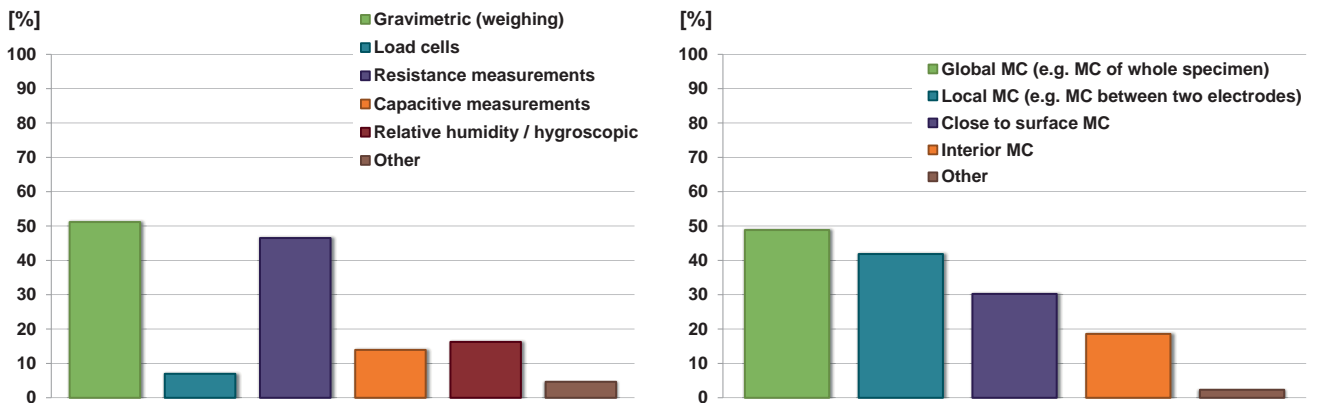 [%]
Gravimetric (weighing)
Load cells
Resistance measurements
Capacitive measurements
Relative humidity / hygroscopic
Other
100
90
80
70
60
50
40
30
20
10
0
[%]
Global MC (e.g. MC of whole specimen)
Local MC (e.g. MC between two electrodes)
Close to surface MC
Interior MC
Other
100
90
80
70
60
50
40
30
20
10
0